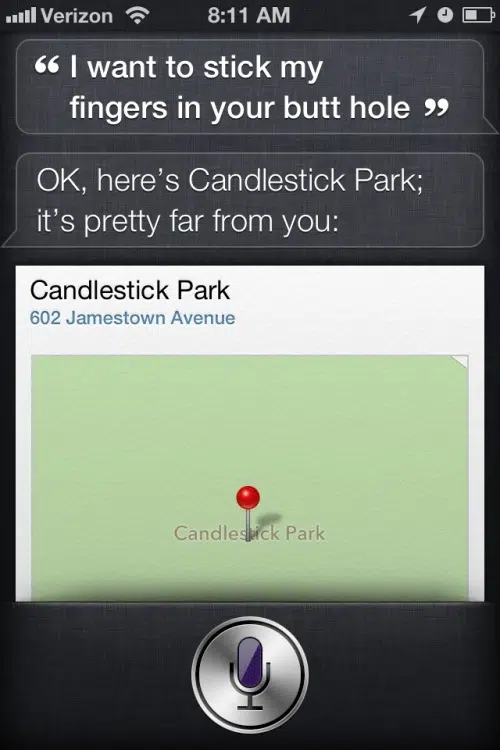 Verizon 8:11 AM
“ I want to stick my
fingers in your butt hole ”
OK, here’s Candlestick Park;
it’s pretty far from you:
Candlestick Park
602 Jamestown Avenue
Candlestick Park